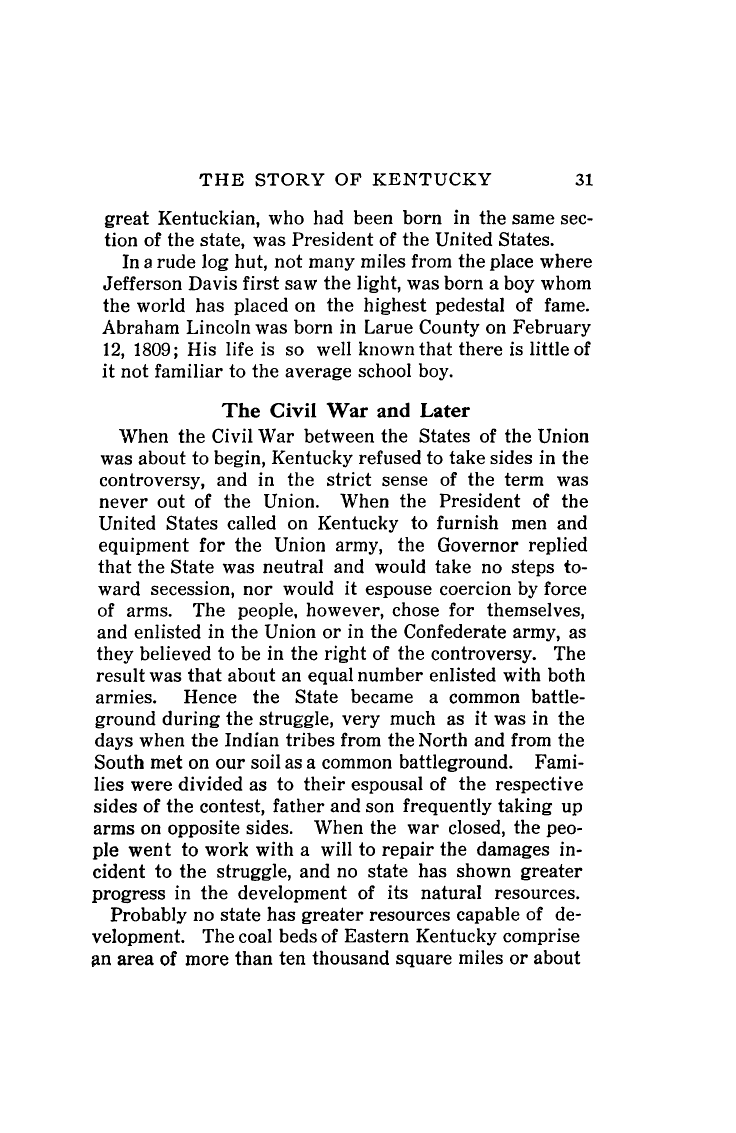 THE STORY OF KENTUCKY 31
great Kentuckian, who had been born in the same sec-
tion of the state, was President of the United States.
In a rude log hut, not many miles from the place where
Jefferson Davis first saw the light, was born a boy whom
the world has placed on the highest pedestal of fame.
Abraham Lincoln was born in Larue County on February
12, 1809; His life is so well known that there is little of
it not familiar to the average school boy.
The Civil War and Later
When the Civil War between the States of the Union
was about to begin, Kentucky refused to take sides in the
controversy, and in the strict sense of the term was
never out of the Union. When the President of the
United States called on Kentucky to furnish men and
equipment for the Union army, the Governor replied
that the State was neutral and would take no steps to-
ward secession, nor would it espouse coercion by force
of arms. The people, however, chose for themselves,
and enlisted in the Union or in the Confederate army, as
they believed to be in the right of the controversy. The
result was that about an equal number enlisted with both
armies. Hence the State became a common battle-
ground during the struggle, very much as it was in the
days when the Indian tribes from the North and from the
South met on our soil as a common battleground. Fami-
lies were divided as to their espousal of the respective
sides of the contest, father and son frequently taking up
arms on opposite sides. When the war closed, the peo-
ple went to work with a will to repair the damages in-
cident to the struggle, and no state has shown greater
progress in the development of its natural resources.
Probably no state has greater resources capable of de-
velopment. The coal beds of Eastern Kentucky comprise
an area of more than ten thousand square miles or about